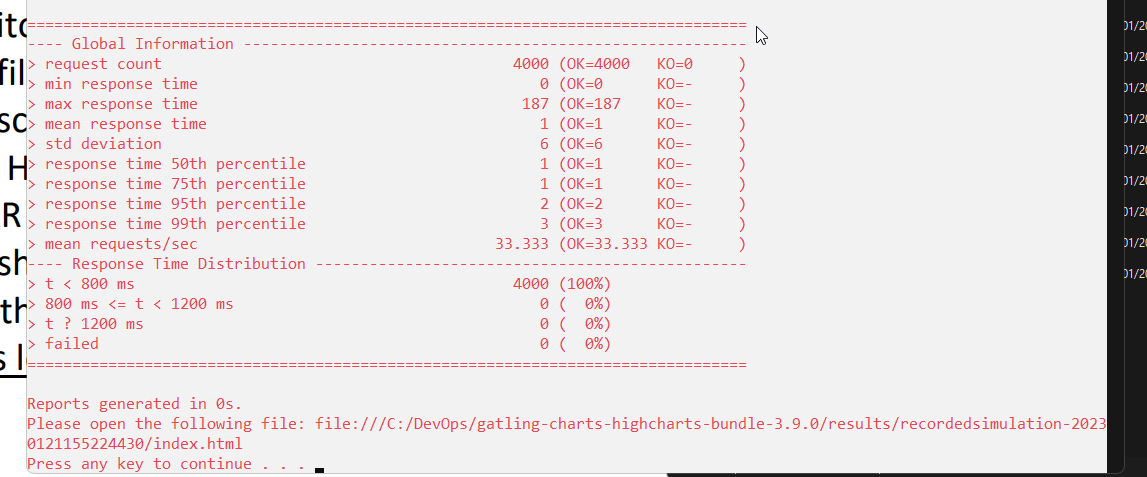 ================================================================================
---- Global Information --------------------------------------------------------
> request count                                       4000 (OK=4000   KO=0     )
> min response time                                      0 (OK=0      KO=-     )
> max response time                                    187 (OK=187    KO=-     )
> mean response time                                     1 (OK=1      KO=-     )
> std deviation                                          6 (OK=6      KO=-     )
> response time 50th percentile                          1 (OK=1      KO=-     )
> response time 75th percentile                          1 (OK=1      KO=-     )
> response time 95th percentile                          2 (OK=2      KO=-     )
> response time 99th percentile                          3 (OK=3      KO=-     )
> mean requests/sec                                 33.333 (OK=33.333 KO=-     )
---- Response Time Distribution ------------------------------------------------
> t < 800 ms                                          4000 (100%)
> 800 ms <= t < 1200 ms                                  0 (  0%)
> t ? 1200 ms                                            0 (  0%)
> failed                                                 0 (  0%)
================================================================================
Reports generated in 0s.
Please open the following file: file:///C:/DevOps/gatling-charts-highcharts-bundle-3.9.0/results/recordedsimulation-2023
0121155224430/index.html
Press any key to continue . . .